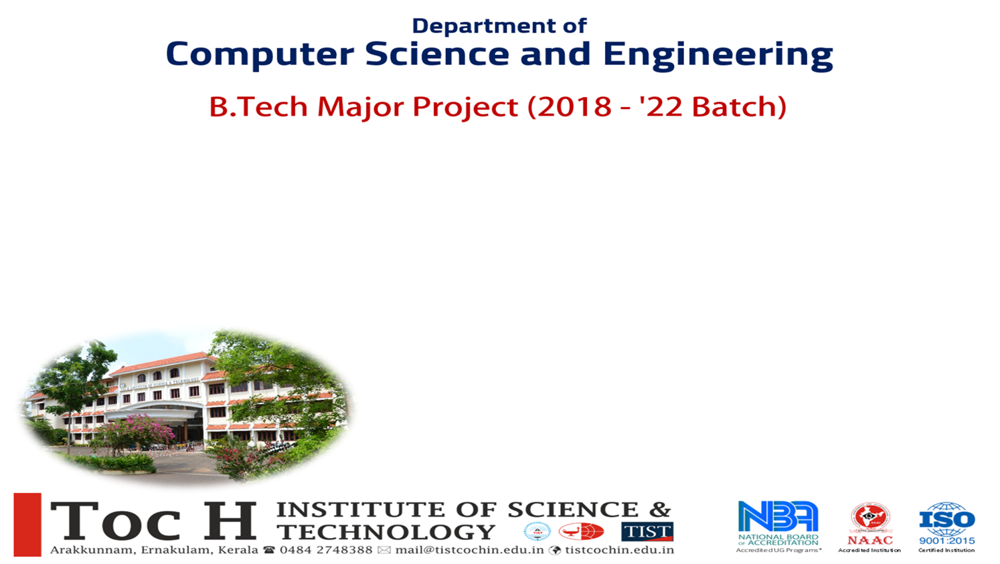 Department of
Computer Science and Engineering
B.Tech Major Project (2018 - '22 Batch)
TOC H INSTITUTE OF SCIENCE &
TECHNOLOGY TIST TIST
Arakkunnam, Ernakulam, Kerala ☎ 0484 2748388 ✉ mail@tistcochin.edu.in tistcochin.edu.in
NBA
NATIONAL BOARD
OF ACCREDITATION
Accredited UG Programs*
NAAC
NAAC
Accredited Institution
ISO
9001:2015
Certified Institution